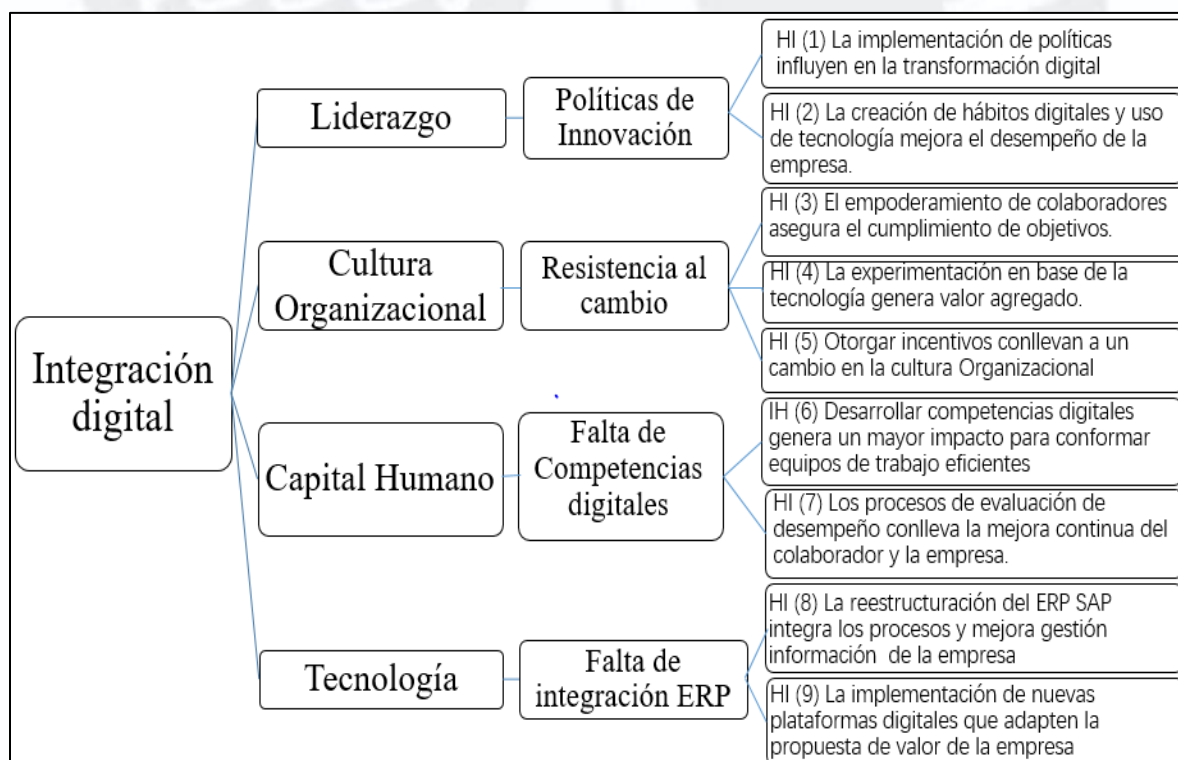 Integración
digital
Liderazgo
Políticas de
Innovación
HI (1) La implementación de políticas
influyen en la transformación digital
HI (2) La creación de hábitos digitales y uso
de tecnología mejora el desempeño de la
empresa.
Cultura
Organizacional
Resistencia al
cambio
HI (3) El empoderamiento de colaboradores
asegura el cumplimiento de objetivos.
HI (4) La experimentación en base de la
tecnología genera valor agregado.
HI (5) Otorgar incentivos conllevan a un
cambio en la cultura Organizacional
Capital Humano
Falta de
Competencias
digitales
IH (6) Desarrollar competencias digitales
genera un mayor impacto para conformar
equipos de trabajo eficientes
HI (7) Los procesos de evaluación de
desempeño conlleva la mejora continua del
colaborador y la empresa.
Tecnología
Falta de
integración ERP
HI (8) La reestructuración del ERP SAP
integra los procesos y mejora gestión
información de la empresa
HI (9) La implementación de nuevas
plataformas digitales que adapten la
propuesta de valor de la empresa